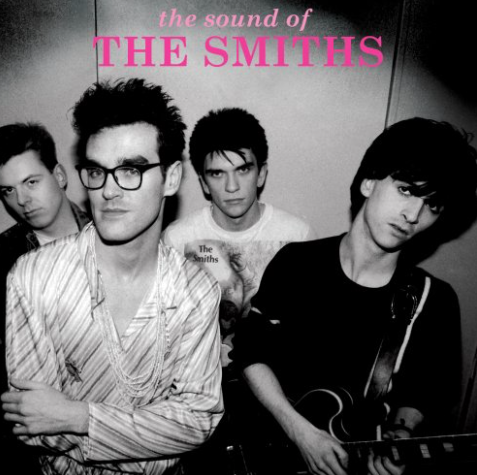 the sound of
THE SMITHS
The
Smiths